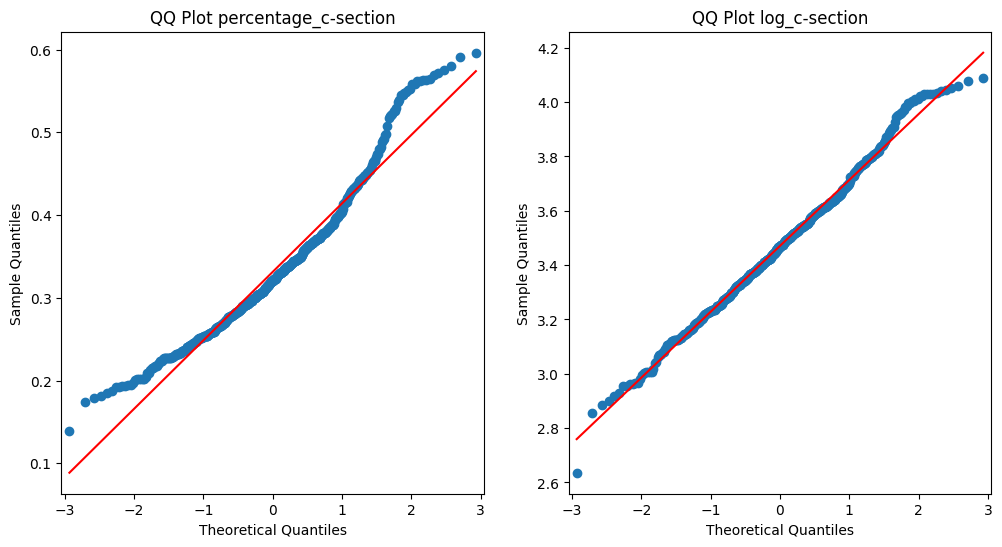 QQ Plot percentage_c-section
Sample Quantiles
0.6
0.5
0.4
0.3
0.2
0.1
−3 −2 −1 0 1 2 3
Theoretical Quantiles
QQ Plot log_c-section
Sample Quantiles
4.2
4.0
3.8
3.6
3.4
3.2
3.0
2.8
2.6
−3 −2 −1 0 1 2 3
Theoretical Quantiles